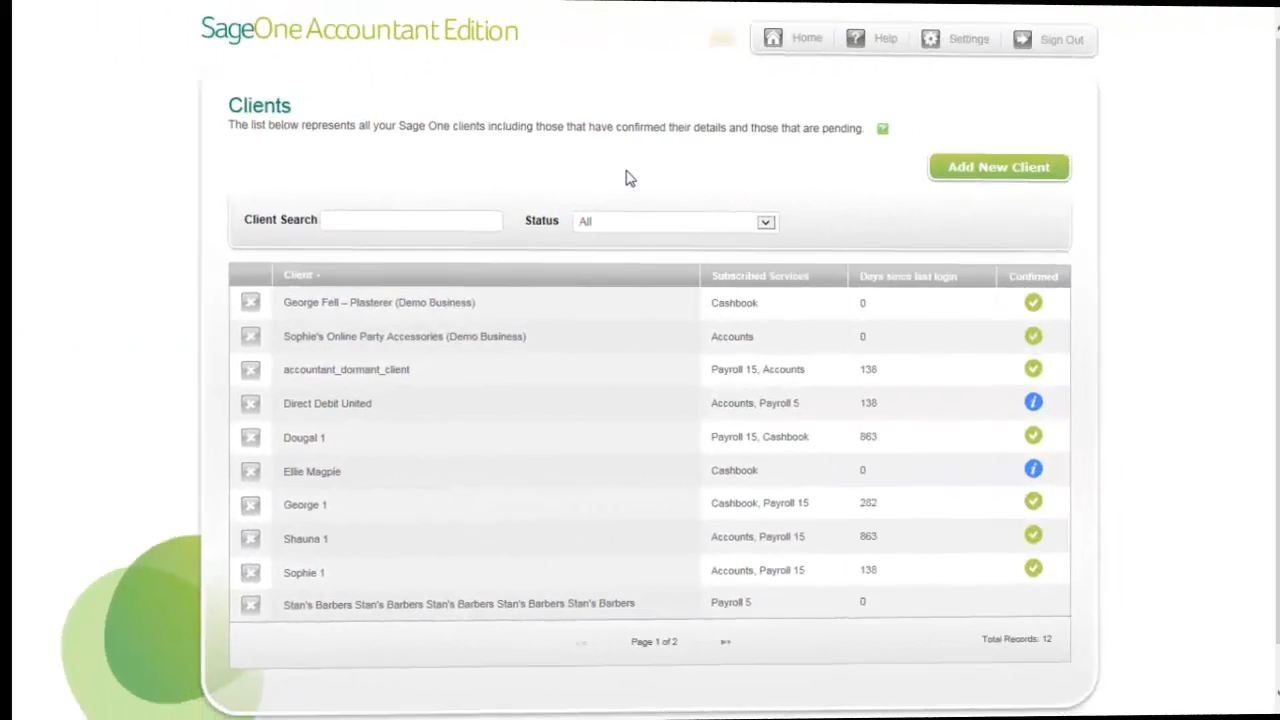 SageOne Accountant Edition
Home Help Settings Sign Out
Clients
The list below represents all your Sage One clients including those that have confirmed their details and those that are pending. ?
Add New Client
Client Search Status All
Client Subscribed Services Days since last login Confirmed
George Fell – Plasterer (Demo Business) Cashbook 0
Sophie's Online Party Accessories (Demo Business) Accounts 0
accountant_dormant_client Payroll 15, Accounts 138
Direct Debit United Accounts, Payroll 5 138 i
Dougal 1 Payroll 15, Cashbook 863
Ellie Magpie Cashbook 0 i
George 1 Cashbook, Payroll 15 262
Shauna 1 Accounts, Payroll 15 863
Sophie 1 Accounts, Payroll 15 138
Stan's Barbers Stan's Barbers Stan's Barbers Stan's Barbers Stan's Barbers Payroll 5 0
Page 1 of 2 Total Records: 12